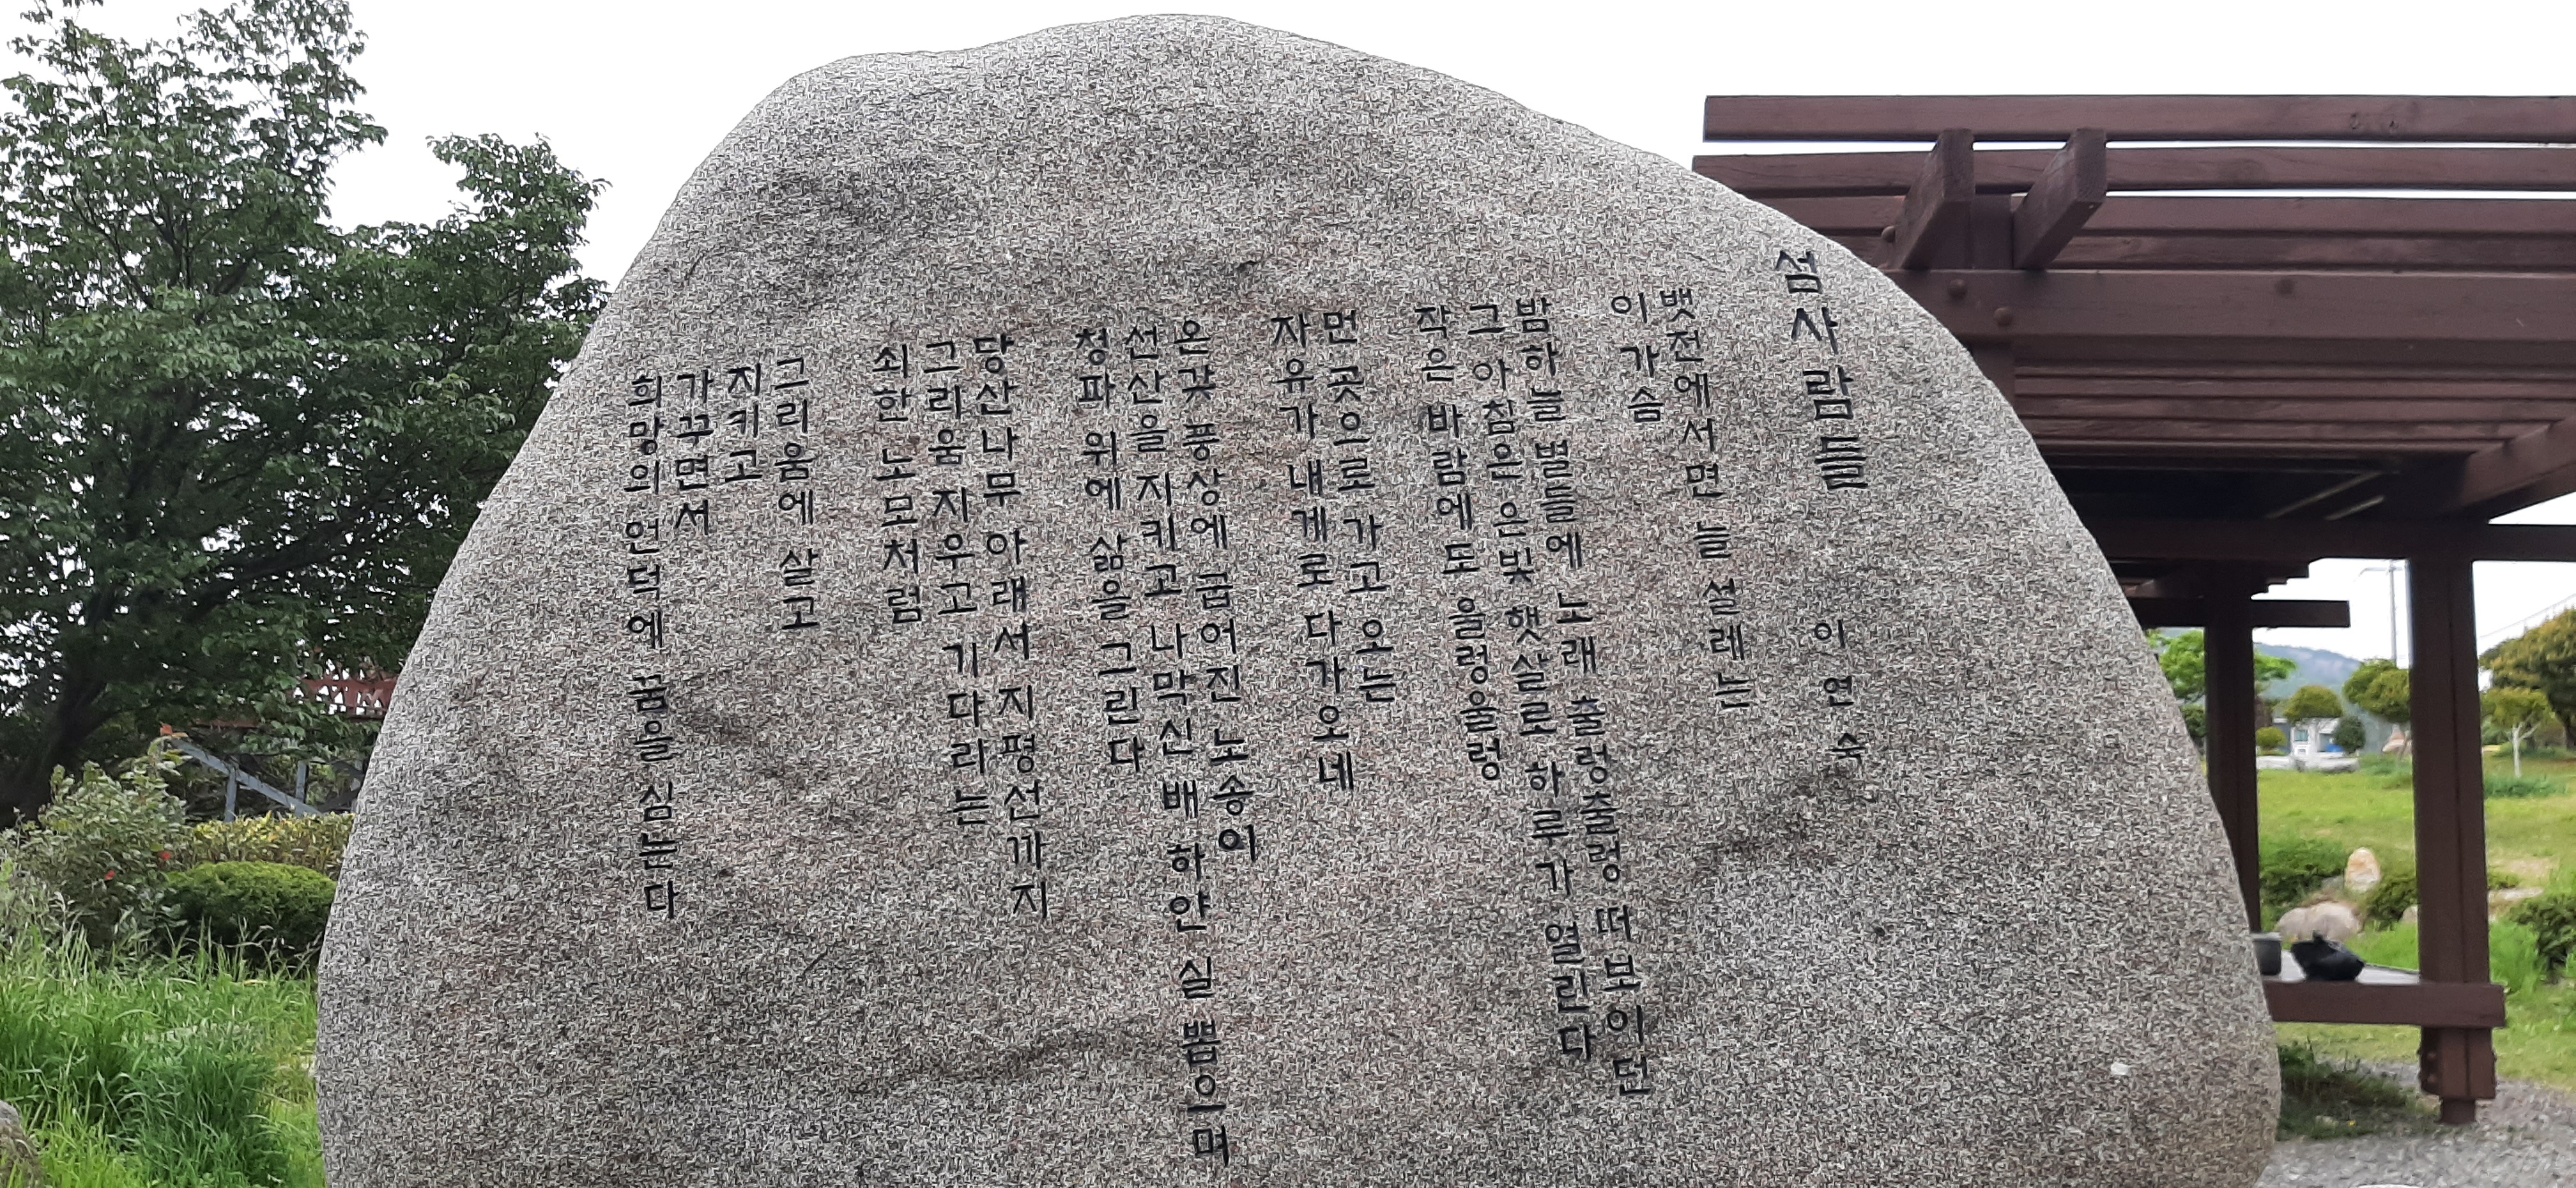 섬사람들
이연숙
뱃전에서면 늘 설레는
이 가슴
밤하늘 별들에 노래 출렁출렁 떠보이던
그 아침은 은빛 햇살로 하루가 열린다
작은 바람에도 울렁울렁
먼 곳으로 가고 오는
자유가 내게로 다가오네
온갖 풍상에 굽어진 노송이
선산을 지키고 나막신 배 하얀 실 뿜으며
청파 위에 삶을 그린다
당산나무 아래서 지평선까지
그리움 지우고 기다리는
쇠한 노모처럼
그리움에 살고
지키고
가꾸면서
희망의 언덕에 꿈을 심는다